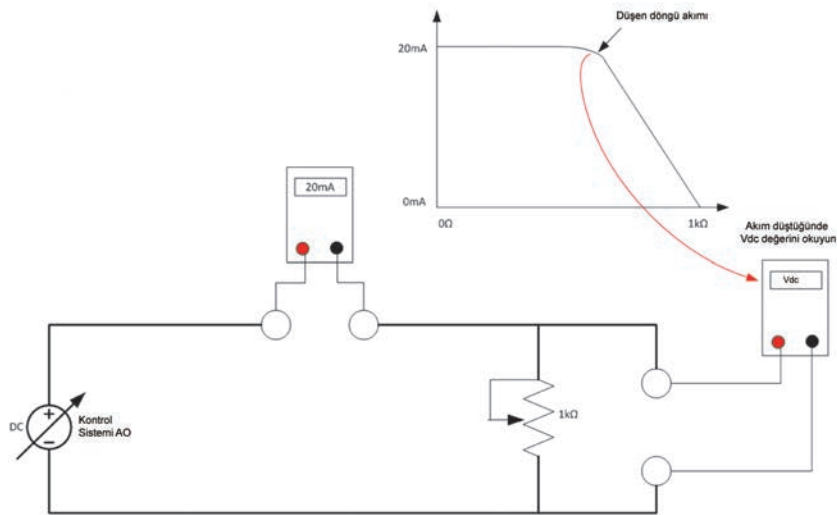 Düşen döngü akımı
20mA
0mA
0Ω
1kΩ
20mA
Akım düştüğünde
Vdc değerini okuyun
Vdc
DC
+
−
Kontrol
Sistemi AO
1kΩ